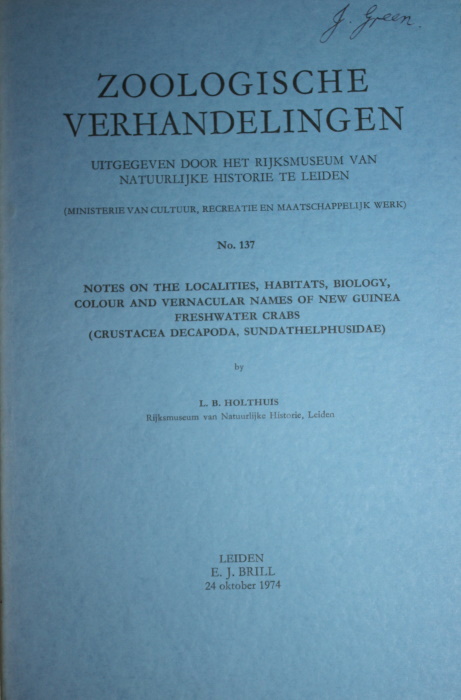 J. Green.
ZOOLOGISCHE
VERHANDELINGEN
UITGEGEVEN DOOR HET RIJKSMUSEUM VAN
NATUURLIJKE HISTORIE TE LEIDEN
(MINISTERIE VAN CULTUUR, RECREATIE EN MAATSCHAPPELIJK WERK)
No. 137
NOTES ON THE LOCALITIES, HABITATS, BIOLOGY,
COLOUR AND VERNACULAR NAMES OF NEW GUINEA
FRESHWATER CRABS
(CRUSTACEA DECAPODA, SUNDATHELPHUSIDAE)
by
L. B. HOLTHUIS
Rijksmuseum van Natuurlijke Historie, Leiden
LEIDEN
E. J. BRILL
24 oktober 1974